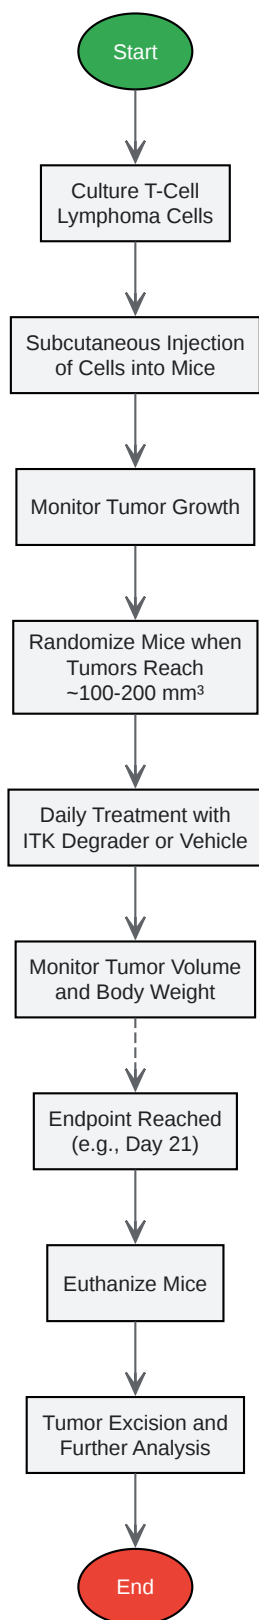 Start
Culture T-Cell
Lymphoma Cells
Subcutaneous Injection
of Cells into Mice
Monitor Tumor Growth
Randomize Mice when
Tumors Reach
~100-200 mm³
Daily Treatment with
ITK Degrader or Vehicle
Monitor Tumor Volume
and Body Weight
Endpoint Reached
(e.g., Day 21)
Euthanize Mice
Tumor Excision and
Further Analysis
End